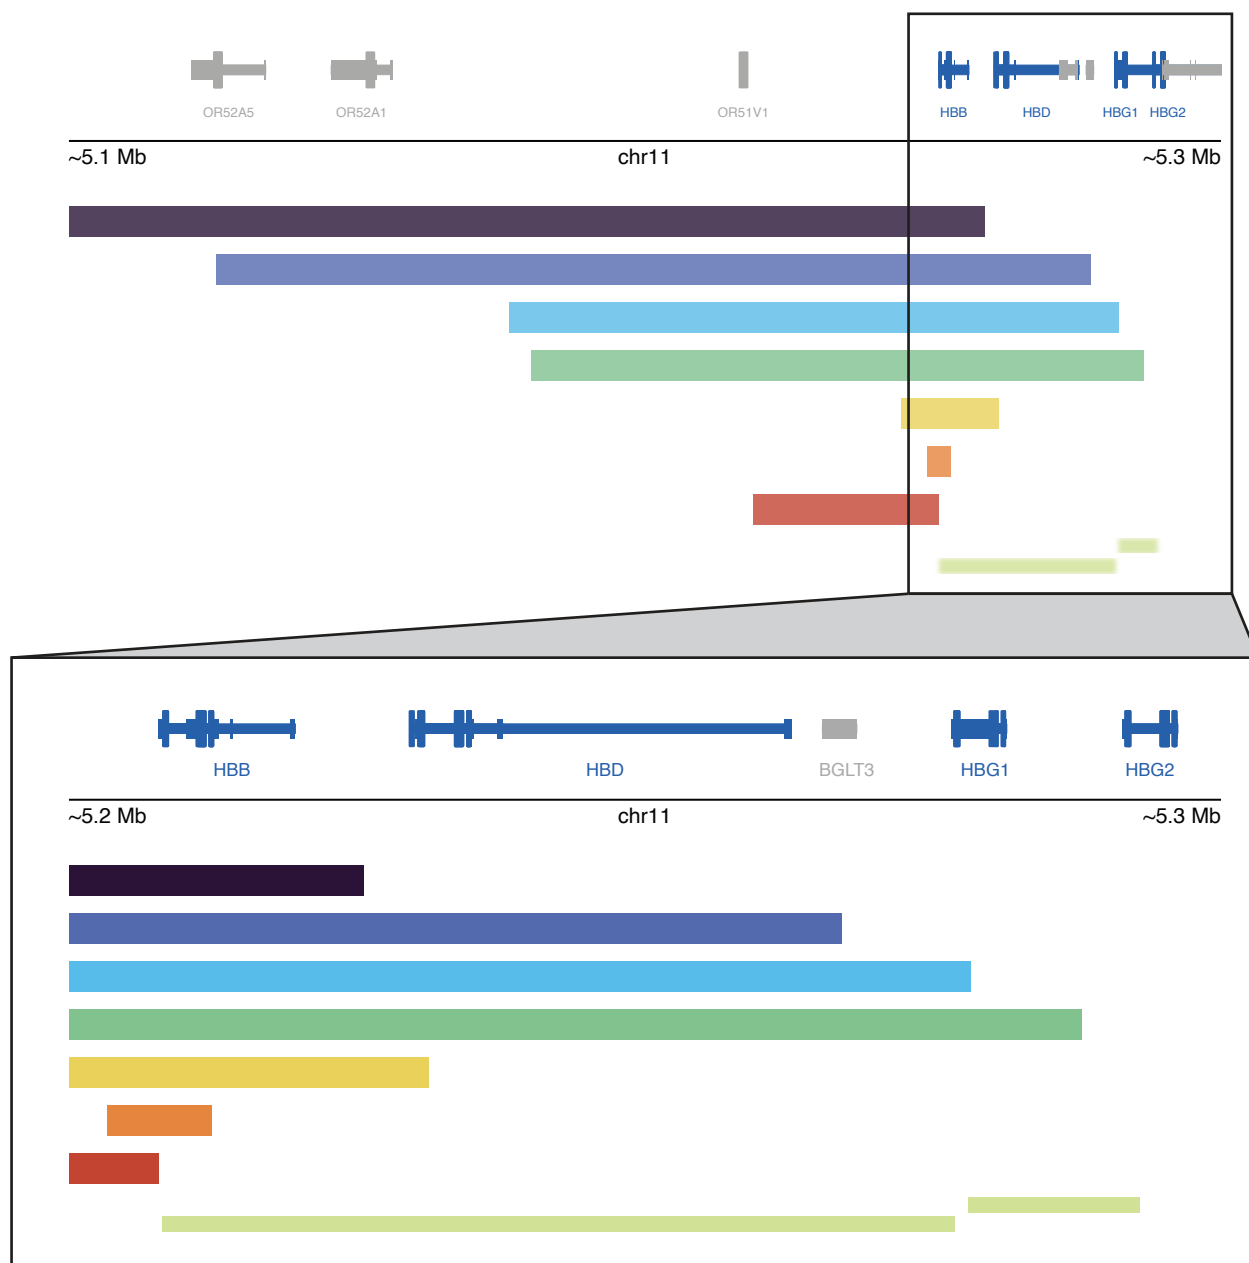 OR52A5 OR52A1 OR51V1 HBB HBD HBG1 HBG2
~5.1 Mb chr11 ~5.3 Mb
HBB HBD BGLT3 HBG1 HBG2
~5.2 Mb chr11 ~5.3 Mb